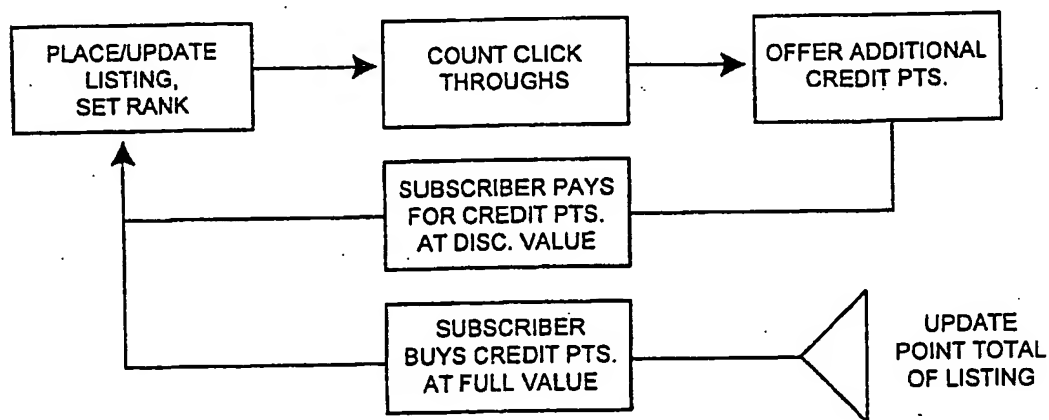 PLACE/UPDATE
LISTING,
SET RANK
COUNT CLICK
THROUGHS
OFFER ADDITIONAL
CREDIT PTS.
SUBSCRIBER PAYS
FOR CREDIT PTS.
AT DISC. VALUE
SUBSCRIBER
BUYS CREDIT PTS.
AT FULL VALUE
UPDATE
POINT TOTAL
OF LISTING